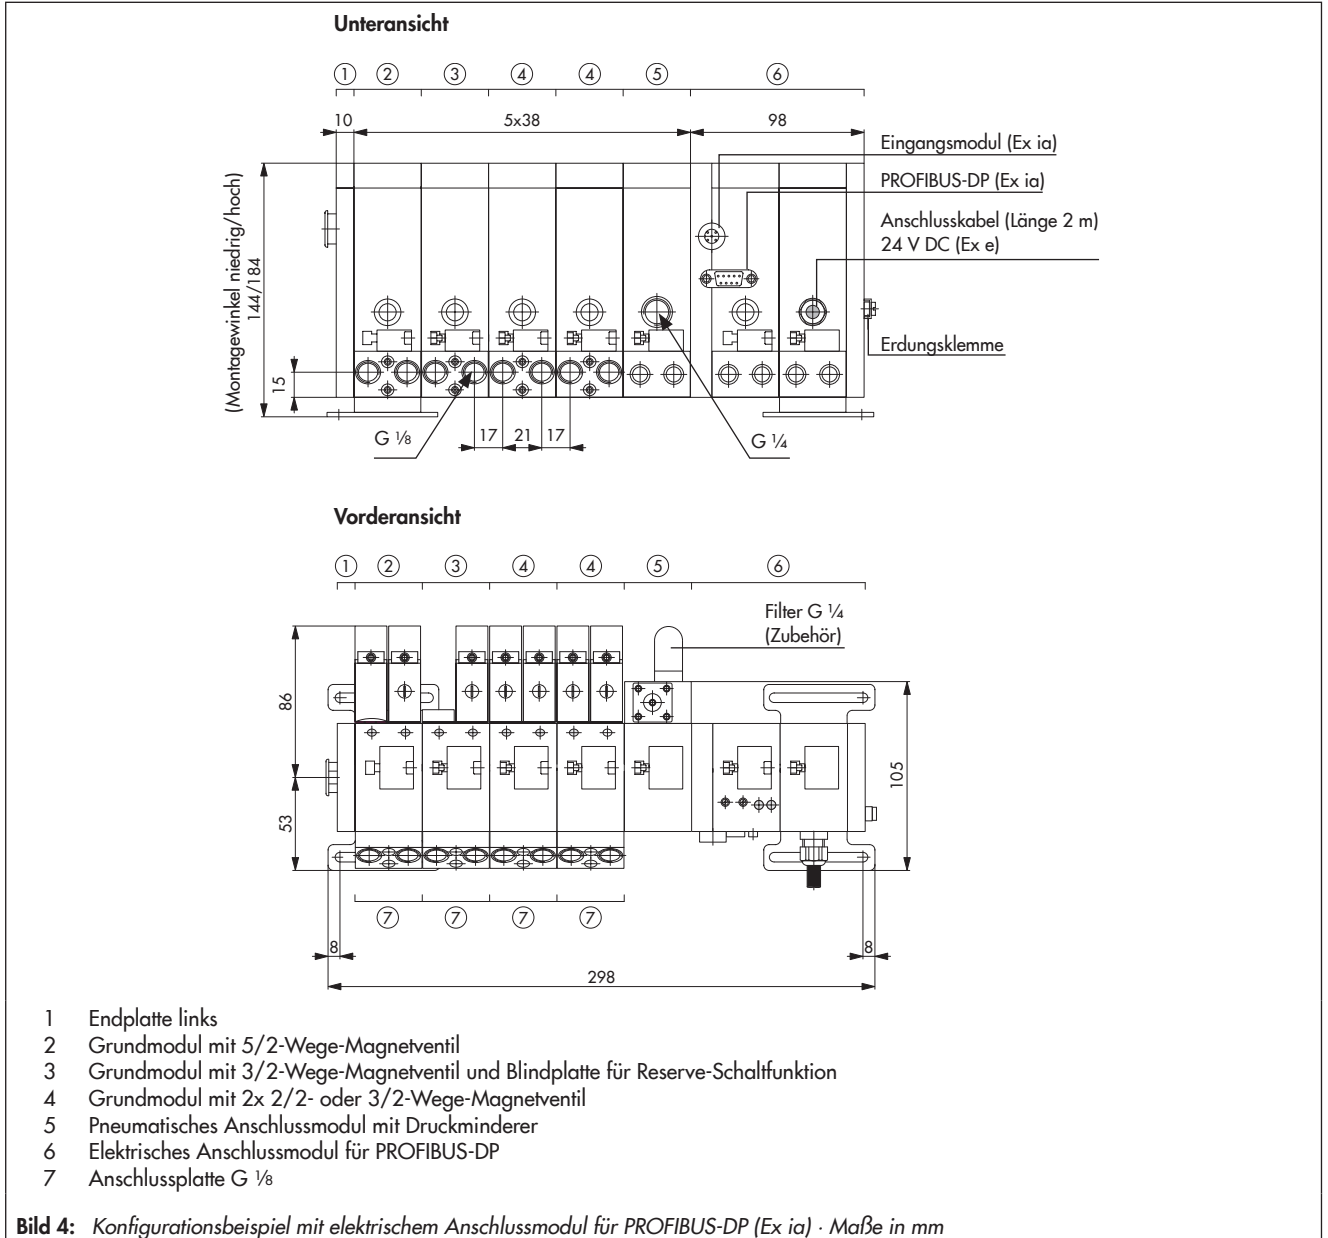 Unteransicht
1 2 3 4 4 5 6
10 5x38 98
Eingangsmodul (Ex ia)
PROFIBUS-DP (Ex ia)
Anschlusskabel (Länge 2 m)
24 V DC (Ex e)
(Montagewinkel niedrig/hoch)
144/184
15
Erdungsklemme
G ⅛ 17 21 17 G ¼
Vorderansicht
1 2 3 4 4 5 6
Filter G ¼
(Zubehör)
86
53
105
7 7 7 7
8 8
298
1 Endplatte links
2 Grundmodul mit 5/2-Wege-Magnetventil
3 Grundmodul mit 3/2-Wege-Magnetventil und Blindplatte für Reserve-Schaltfunktion
4 Grundmodul mit 2x 2/2- oder 3/2-Wege-Magnetventil
5 Pneumatisches Anschlussmodul mit Druckminderer
6 Elektrisches Anschlussmodul für PROFIBUS-DP
7 Anschlussplatte G ⅛
Bild 4: Konfigurationsbeispiel mit elektrischem Anschlussmodul für PROFIBUS-DP (Ex ia) · Maße in mm